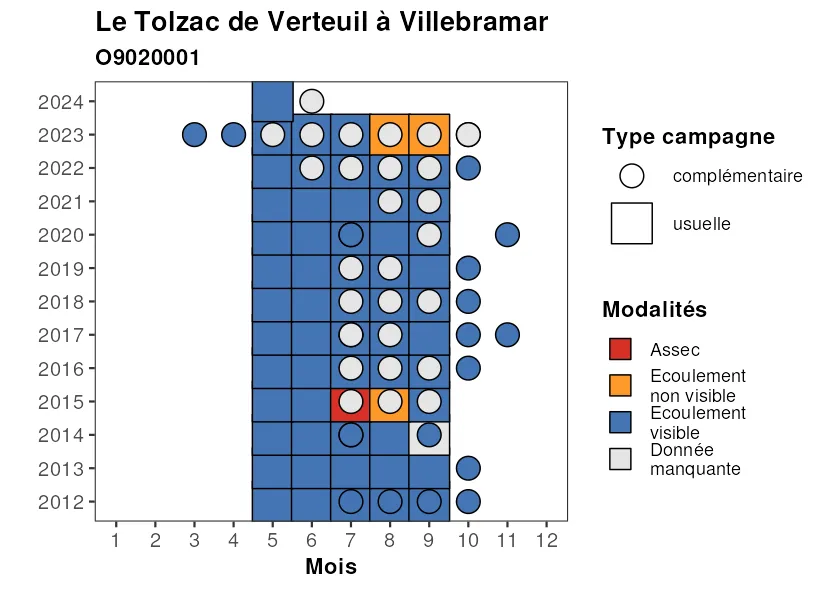 Le Tolzac de Verteuil à Villebramar
O9020001
2024
2023
2022
2021
2020
2019
2018
2017
2016
2015
2014
2013
2012
1 2 3 4 5 6 7 8 9 10 11 12
Mois
Type campagne
complémentaire
usuelle
Modalités
Assec
Ecoulement
non visible
Ecoulement
visible
Donnée
manquante